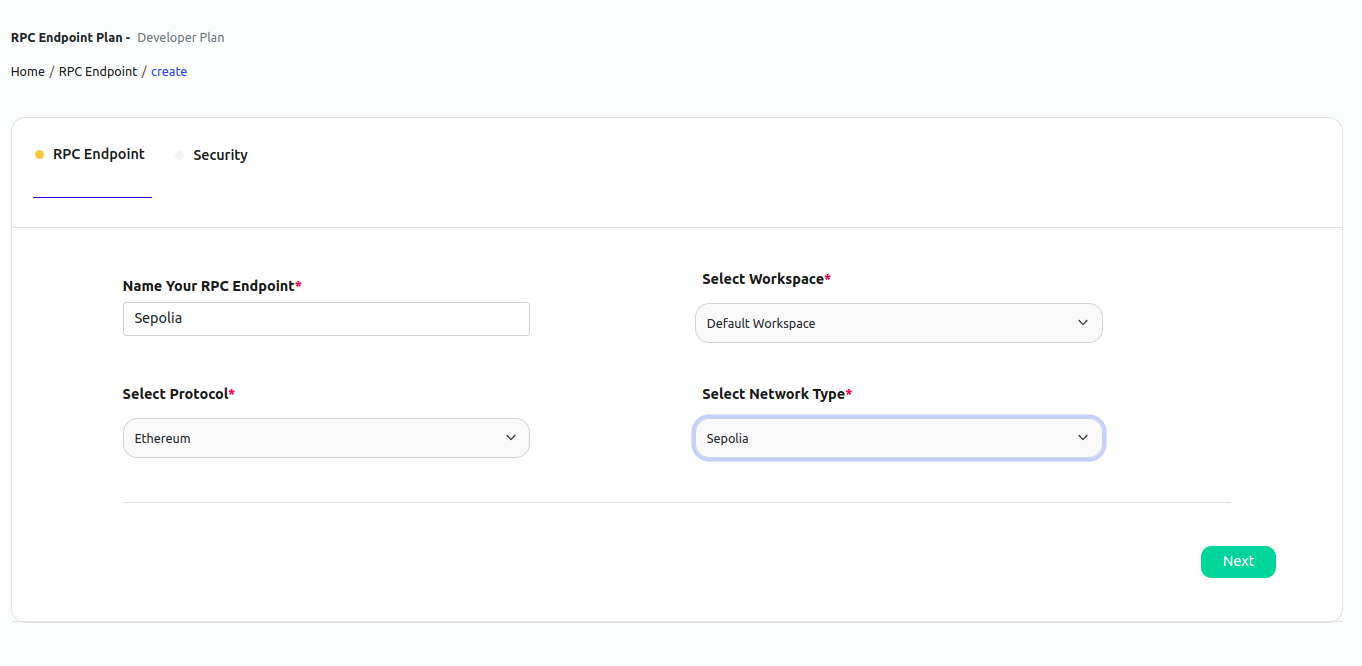 RPC Endpoint Plan - Developer Plan
Home / RPC Endpoint / create
RPC Endpoint
Security
Name Your RPC Endpoint*
Sepolia
Select Workspace*
Default Workspace
Select Protocol*
Ethereum
Select Network Type*
Sepolia
Next